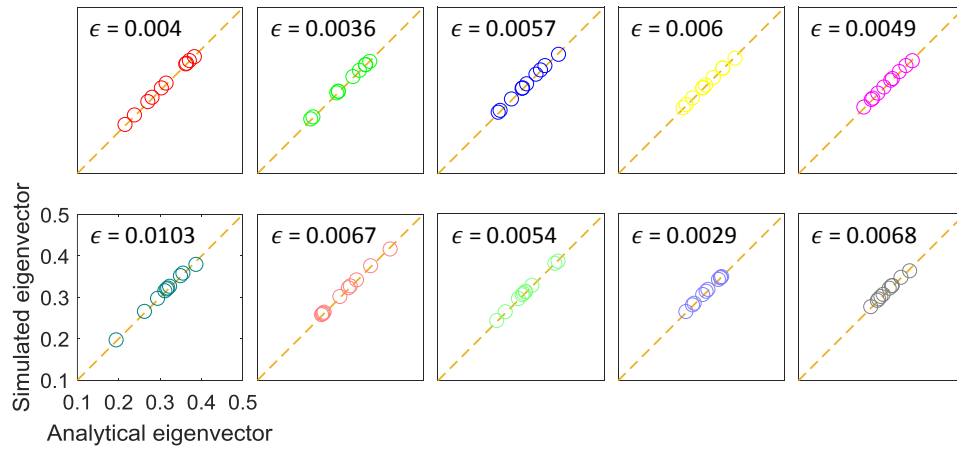 ϵ = 0.004
ϵ = 0.0036
ϵ = 0.0057
ϵ = 0.006
ϵ = 0.0049
ϵ = 0.0103
ϵ = 0.0067
ϵ = 0.0054
ϵ = 0.0029
ϵ = 0.0068
Simulated eigenvector
0.5
0.4
0.3
0.2
0.1
0.1 0.2 0.3 0.4 0.5
Analytical eigenvector